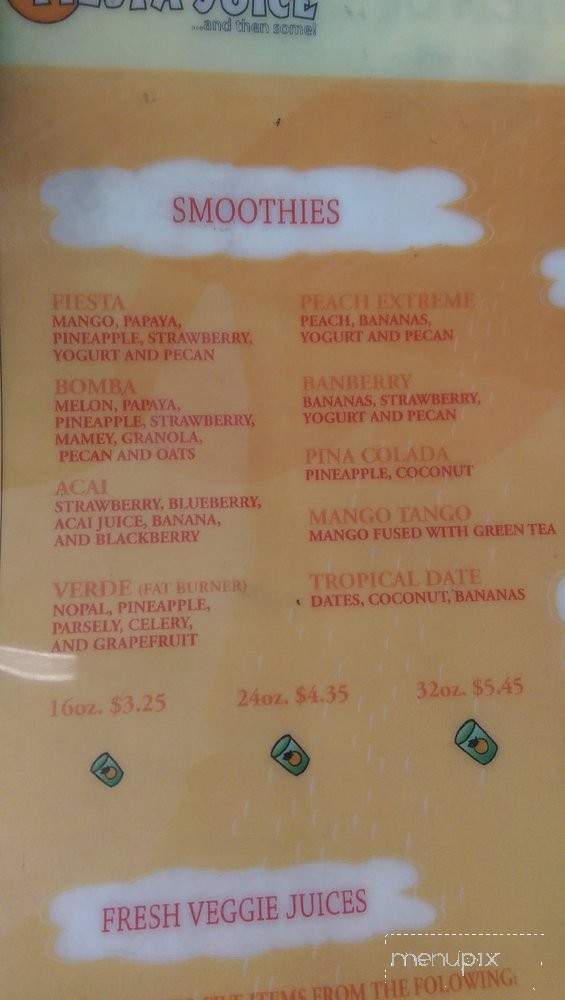 FIESTA JUICE
...and then some!
SMOOTHIES
FIESTA
MANGO, PAPAYA,
PINEAPPLE, STRAWBERRY,
YOGURT AND PECAN
BOMBA
MELON, PAPAYA,
PINEAPPLE, STRAWBERRY,
MAMEY, GRANOLA,
PECAN AND OATS
ACAI
STRAWBERRY, BLUEBERRY,
ACAI JUICE, BANANA,
AND BLACKBERRY
VERDE (FAT BURNER)
NOPAL, PINEAPPLE,
PARSELY, CELERY,
AND GRAPEFRUIT
PEACH EXTREME
PEACH, BANANAS,
YOGURT AND PECAN
BANBERRY
BANANAS, STRAWBERRY,
YOGURT AND PECAN
PINA COLADA
PINEAPPLE, COCONUT
MANGO TANGO
MANGO FUSED WITH GREEN TEA
TROPICAL DATE
DATES, COCONUT, BANANAS
16oz. $3.25 24oz. $4.35 32oz. $5.45
FRESH VEGGIE JUICES
FIVE ITEMS FROM THE FOLOWING:
menupix